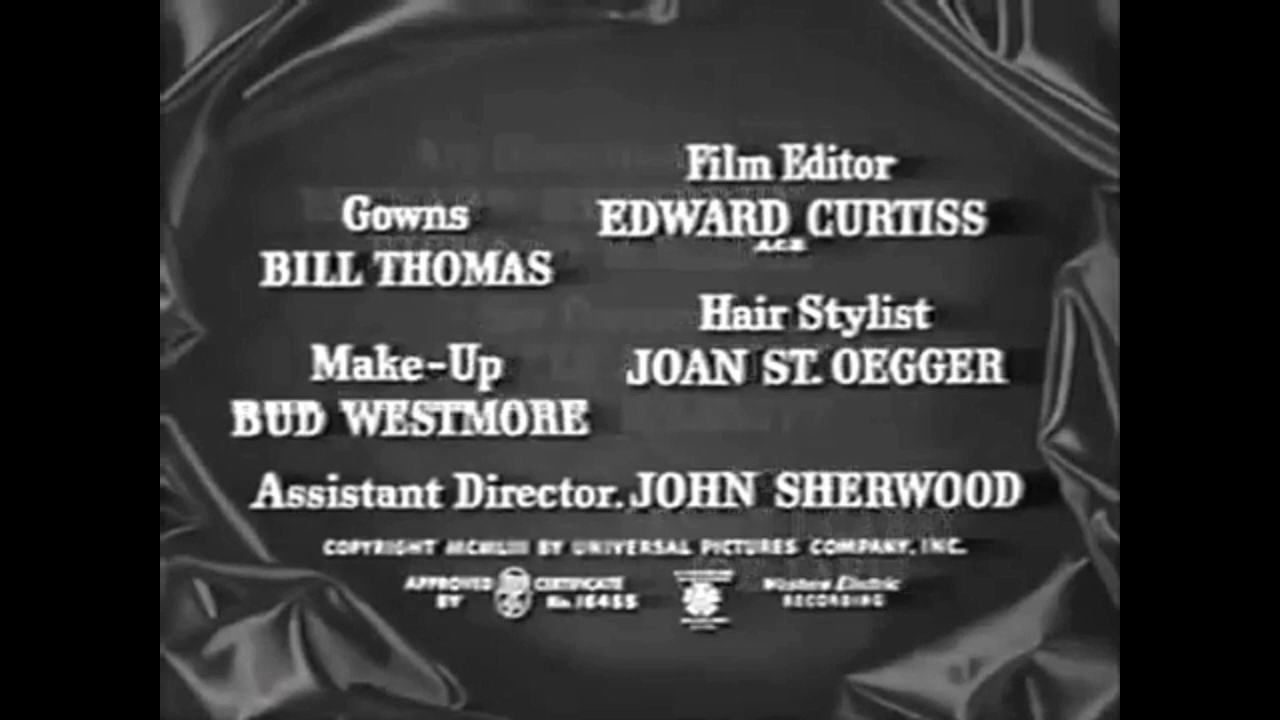 Gowns
BILL THOMAS
Make-Up
BUD WESTMORE
Film Editor
EDWARD CURTISS
A.C.E.
Hair Stylist
JOAN ST. OEGGER
Assistant Director. JOHN SHERWOOD
COPYRIGHT MCMLIII BY UNIVERSAL PICTURES COMPANY, INC.
APPROVED
BY
CERTIFICATE
No. 16455
Western Electric
RECORDING